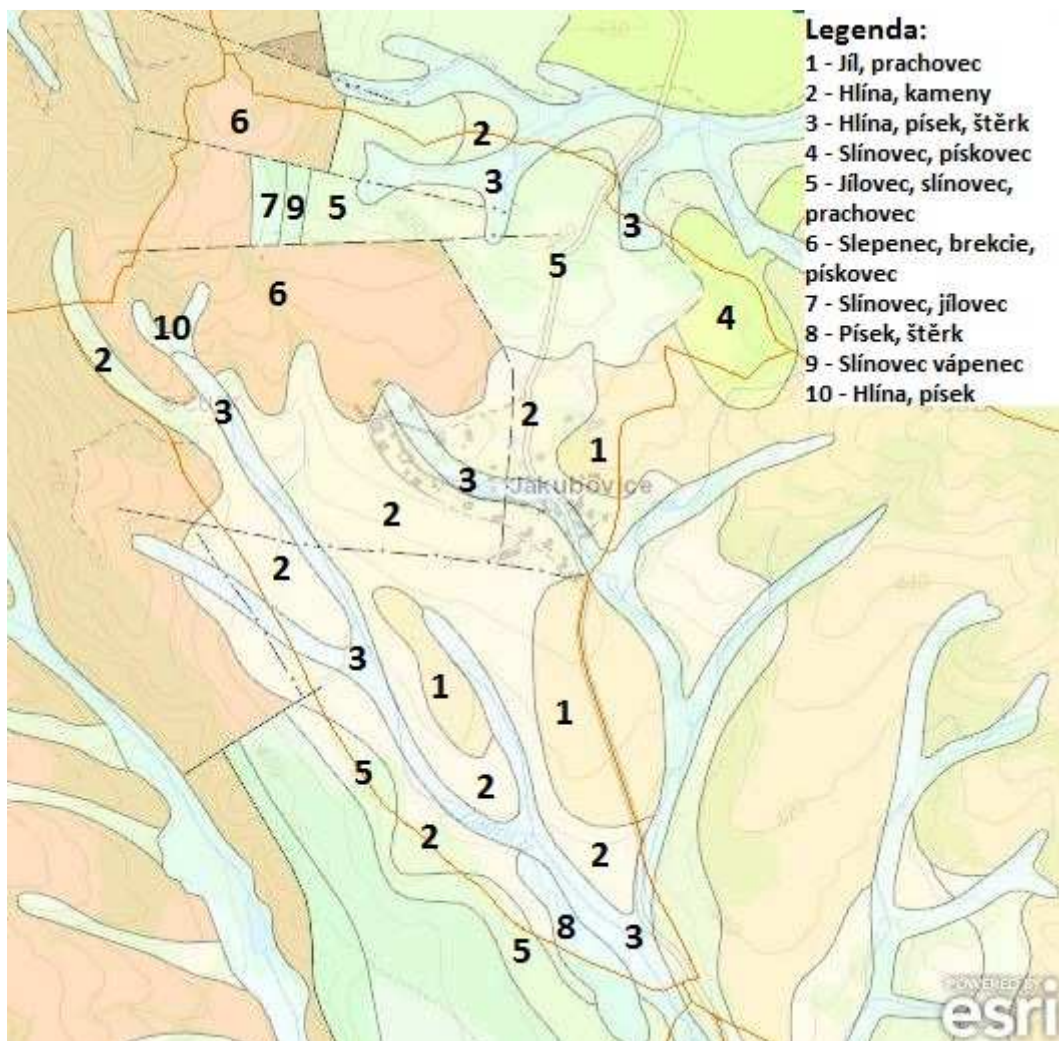 Legenda:
1 - Jíl, prachovec
2 - Hlína, kameny
3 - Hlína, písek, štěrk
4 - Slínovec, pískovec
5 - Jílovec, slínovec,
prachovec
6 - Slepenec, brekcie,
pískovec
7 - Slínovec, jílovec
8 - Písek, štěrk
9 - Slínovec vápenec
10 - Hlína, písek
6
2
3
7 9 5
3
5
6
4
10
2
3
2
1
3
Jakubovice
2
2
3
1
1
5
2
2
2
8
3
5
POWERED BY
esri